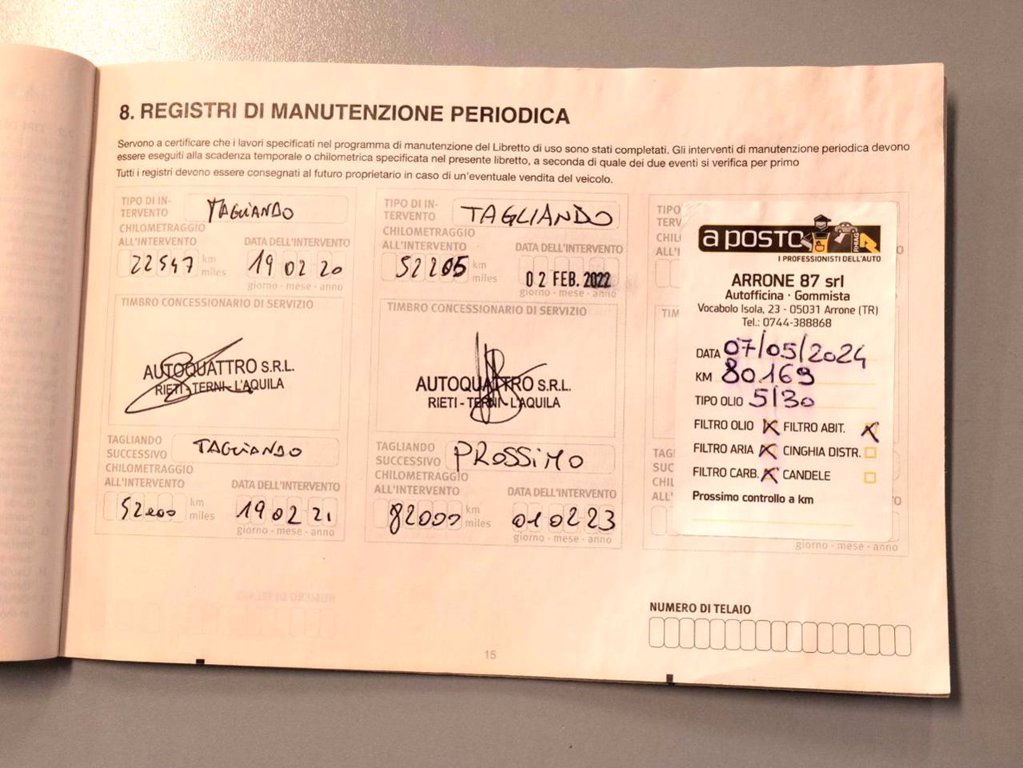 8. REGISTRI DI MANUTENZIONE PERIODICA
Servono a certificare che i lavori specificati nel programma di manutenzione del Libretto di uso sono stati completati. Gli interventi di manutenzione periodica devono
essere eseguiti alla scadenza temporale o chilometrica specificata nel presente libretto, a seconda di quale dei due eventi si verifica per primo
Tutti i registri devono essere consegnati al futuro proprietario in caso di un'eventuale vendita del veicolo.
TIPO DI IN-
TERVENTO TAGLIANDO
CHILOMETRAGGIO
ALL'INTERVENTO DATA DELL'INTERVENTO
22547 km miles 19 02 20
giorno - mese - anno
TIMBRO CONCESSIONARIO DI SERVIZIO
AUTOQUATTRO S.R.L.
RIETI - TERNI - L'AQUILA
TAGLIANDO
SUCCESSIVO TAGLIANDO
CHILOMETRAGGIO
ALL'INTERVENTO DATA DELL'INTERVENTO
52000 km miles 19 02 21
giorno - mese - anno
TIPO DI IN-
TERVENTO TAGLIANDO
CHILOMETRAGGIO
ALL'INTERVENTO DATA DELL'INTERVENTO
52205 km miles 02 FEB. 2022
giorno - mese - anno
TIMBRO CONCESSIONARIO DI SERVIZIO
AUTOQUATTRO S.R.L.
RIETI - TERNI - L'AQUILA
TAGLIANDO
SUCCESSIVO PROSSIMO
CHILOMETRAGGIO
ALL'INTERVENTO DATA DELL'INTERVENTO
82000 km miles 01 02 23
giorno - mese - anno
a posto
I PROFESSIONISTI DELL'AUTO
ARRONE 87 srl
Autofficina · Gommista
Vocabolo Isola, 23 - 05031 Arrone (TR)
Tel.: 0744-388868
DATA 07/05/2024
KM 80.169
TIPO OLIO 5/30
FILTRO OLIO X FILTRO ABIT. X
FILTRO ARIA X CINGHIA DISTR.
FILTRO CARB. X CANDELE
Prossimo controllo a km
giorno - mese - anno
NUMERO DI TELAIO
15